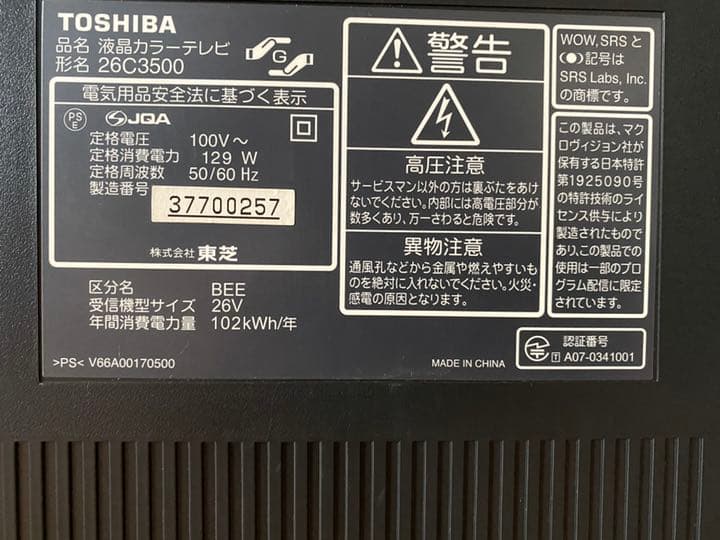 TOSHIBA
品名 液晶カラーテレビ
形名 26C3500
G
電気用品安全法に基づく表示
PS
E
JQA
定格電圧 100V～
定格消費電力 129 W
定格周波数 50/60 Hz
製造番号
37700257
株式会社 東芝
区分名 BEE
受信機型サイズ 26V
年間消費電力量 102kWh/年
>PS< V66A00170500
警告
高圧注意
サービスマン以外の方は裏ぶたをあけ
ないでください。内部には高電圧部分が
数多くあり、万一さわると危険です。
異物注意
通風孔などから金属や燃えやすいもの
を絶対に入れないでください。火災・
感電の原因となります。
MADE IN CHINA
WOW, SRS と
記号は
SRS Labs, Inc.
の商標です。
この製品は、マク
ロヴィジョン社が
保有する日本特許
第1925090号
の特許技術のライ
センス供与により
製造されたもので
あり、この製品での
使用は一部のプロ
グラム配信に限定
されています。
認証番号
T A07-0341001